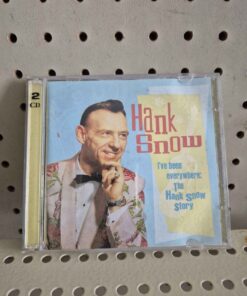 2
CD
Hank
Snow
I've been
everywhere:
The
Hank Snow
Story